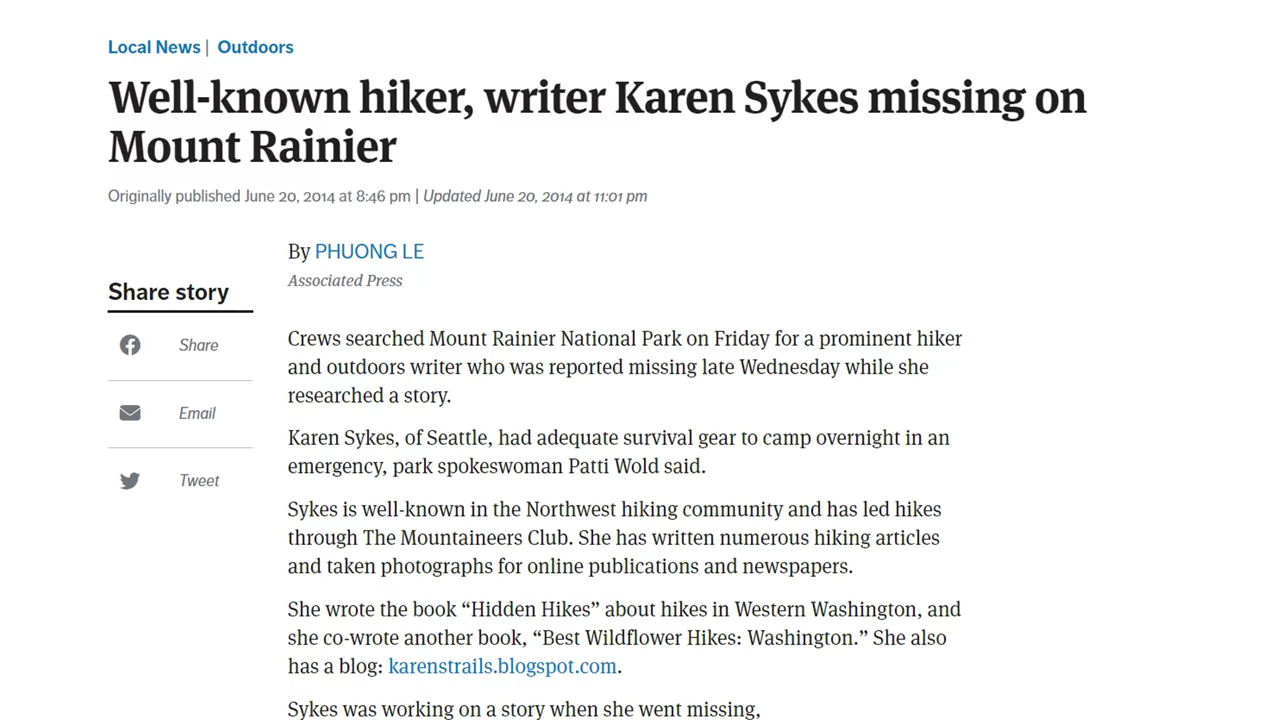 Local News | Outdoors
Well-known hiker, writer Karen Sykes missing on
Mount Rainier
Originally published June 20, 2014 at 8:46 pm | Updated June 20, 2014 at 11:01 pm
By PHUONG LE
Associated Press
Share story
Share
Email
Tweet
Crews searched Mount Rainier National Park on Friday for a prominent hiker
and outdoors writer who was reported missing late Wednesday while she
researched a story.
Karen Sykes, of Seattle, had adequate survival gear to camp overnight in an
emergency, park spokeswoman Patti Wold said.
Sykes is well-known in the Northwest hiking community and has led hikes
through The Mountaineers Club. She has written numerous hiking articles
and taken photographs for online publications and newspapers.
She wrote the book “Hidden Hikes” about hikes in Western Washington, and
she co-wrote another book, “Best Wildflower Hikes: Washington.” She also
has a blog: karenstrails.blogspot.com.
Sykes was working on a story when she went missing,